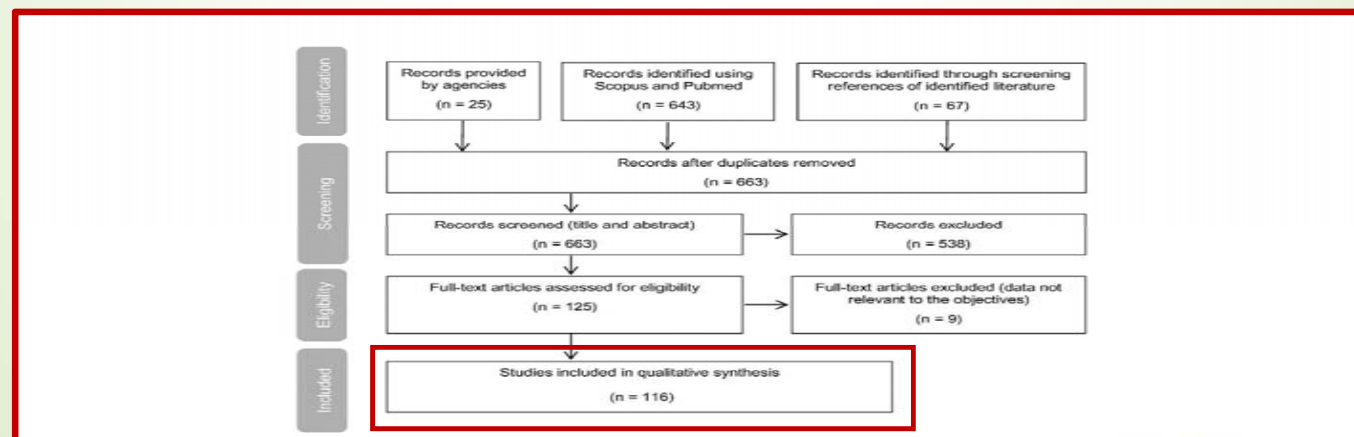 Identification
Records provided
by agencies
(n = 25)
Records identified using
Scopus and Pubmed
(n = 643)
Records identified through screening
references of identified literature
(n = 67)
Screening
Records after duplicates removed
(n = 663)
Records screened (title and abstract)
(n = 663)
Records excluded
(n = 538)
Eligibility
Full-text articles assessed for eligibility
(n = 125)
Full-text articles excluded (data not
relevant to the objectives)
(n = 9)
Included
Studies included in qualitative synthesis
(n = 116)